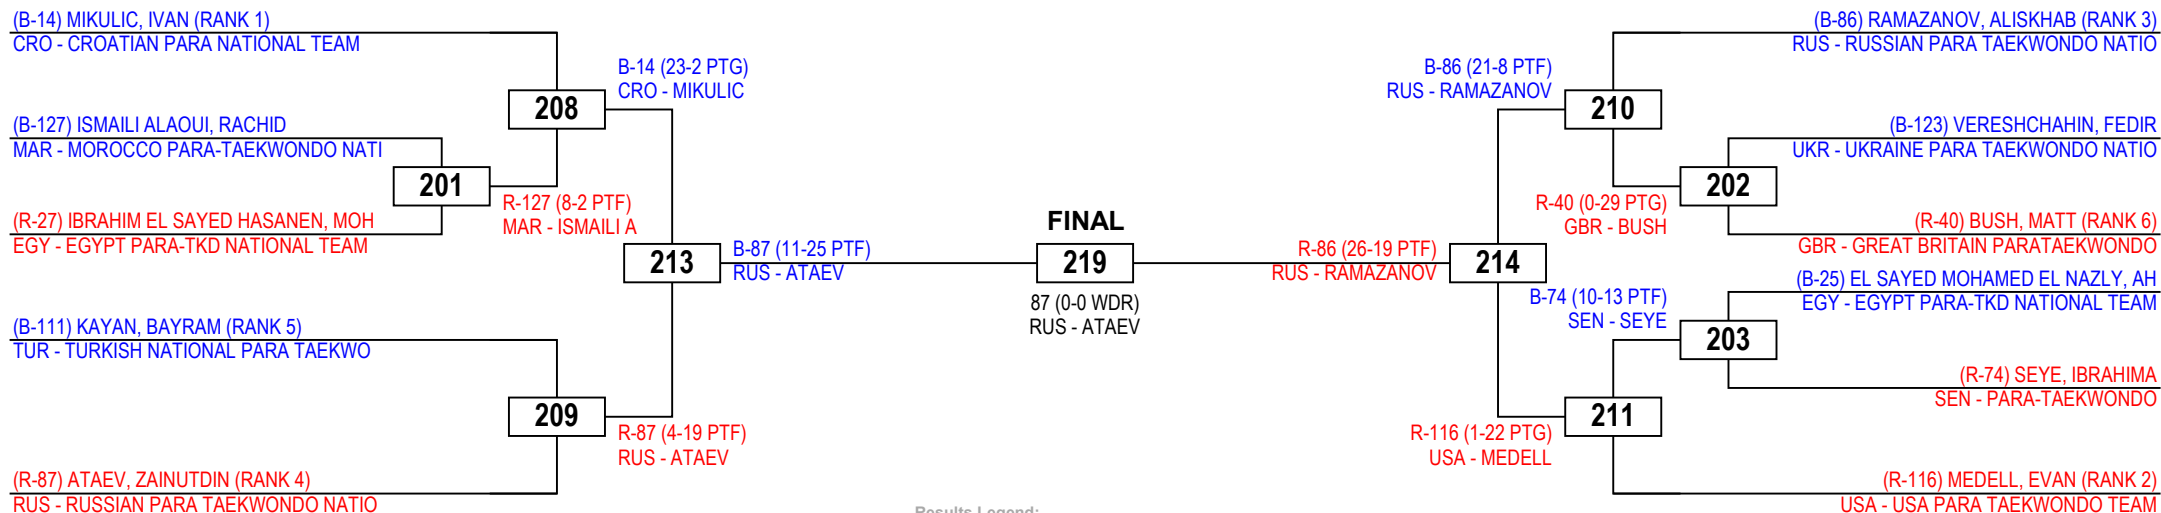 (B-14) MIKULIC, IVAN (RANK 1)
CRO - CROATIAN PARA NATIONAL TEAM
(B-127) ISMAILI ALAOUI, RACHID
MAR - MOROCCO PARA-TAEKWONDO NATI
(R-27) IBRAHIM EL SAYED HASANEN, MOH
EGY - EGYPT PARA-TKD NATIONAL TEAM
(B-111) KAYAN, BAYRAM (RANK 5)
TUR - TURKISH NATIONAL PARA TAEKWO
(R-87) ATAEV, ZAINUTDIN (RANK 4)
RUS - RUSSIAN PARA TAEKWONDO NATIO
201
R-127 (8-2 PTF)
MAR - ISMAILI A
208
B-14 (23-2 PTG)
CRO - MIKULIC
209
R-87 (4-19 PTF)
RUS - ATAEV
213
B-87 (11-25 PTF)
RUS - ATAEV
FINAL
219
87 (0-0 WDR)
RUS - ATAEV
R-86 (26-19 PTF)
RUS - RAMAZANOV
214
B-86 (21-8 PTF)
RUS - RAMAZANOV
210
R-40 (0-29 PTG)
GBR - BUSH
202
B-74 (10-13 PTF)
SEN - SEYE
203
R-116 (1-22 PTG)
USA - MEDELL
211
(B-86) RAMAZANOV, ALISKHAB (RANK 3)
RUS - RUSSIAN PARA TAEKWONDO NATIO
(B-123) VERESHCHAHIN, FEDIR
UKR - UKRAINE PARA TAEKWONDO NATIO
(R-40) BUSH, MATT (RANK 6)
GBR - GREAT BRITAIN PARATAEKWONDO
(B-25) EL SAYED MOHAMED EL NAZLY, AH
EGY - EGYPT PARA-TKD NATIONAL TEAM
(R-74) SEYE, IBRAHIMA
SEN - PARA-TAEKWONDO
(R-116) MEDELL, EVAN (RANK 2)
USA - USA PARA TAEKWONDO TEAM
Results Legend: